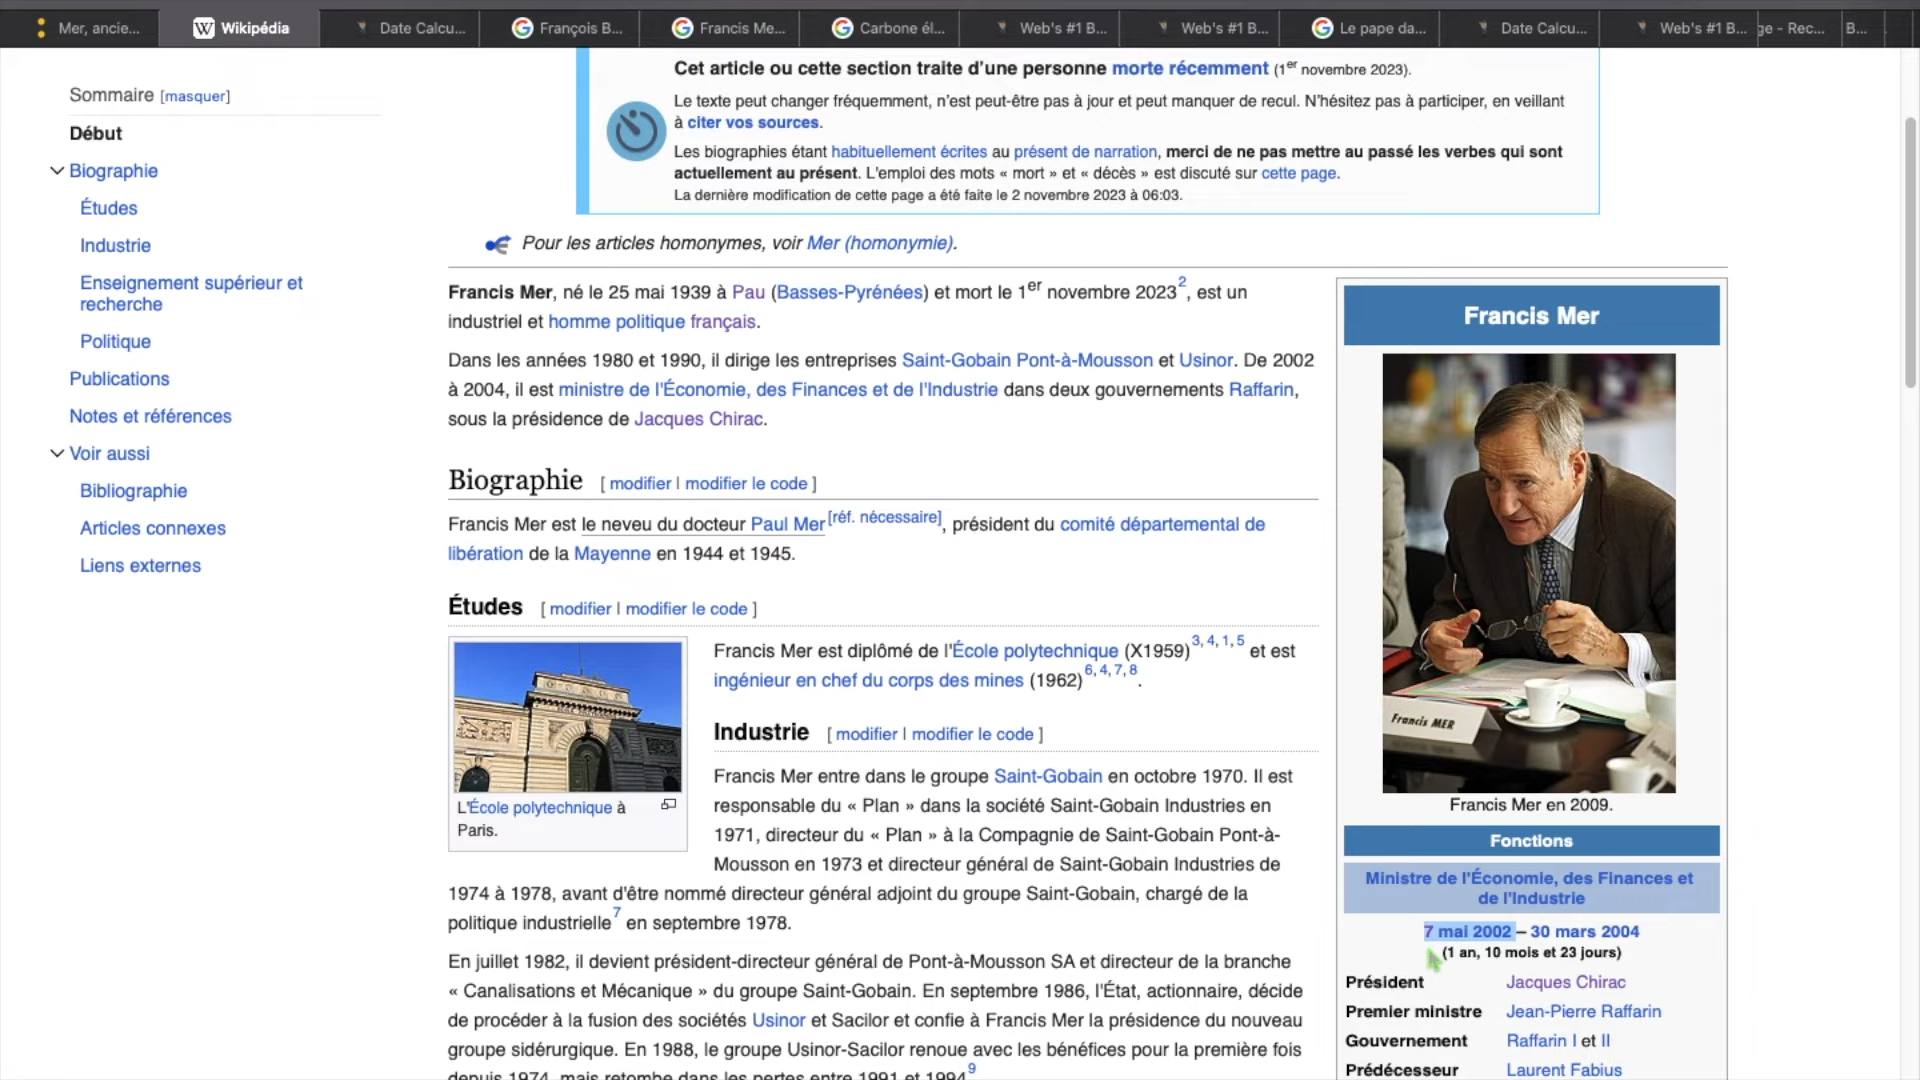 Mer, ancie...
Wikipédia
Date Calcu...
François B...
Francis Me...
Carbone él...
Web's #1 B...
Web's #1 B...
Le pape da...
Date Calcu...
Web's #1 B...
ge - Rec...
B...
Sommaire [masquer]
Début
Biographie
Études
Industrie
Enseignement supérieur et
recherche
Politique
Publications
Notes et références
Voir aussi
Bibliographie
Articles connexes
Liens externes
Cet article ou cette section traite d'une personne morte récemment (1er novembre 2023).
Le texte peut changer fréquemment, n'est peut-être pas à jour et peut manquer de recul. N'hésitez pas à participer, en veillant
à citer vos sources.
Les biographies étant habituellement écrites au présent de narration, merci de ne pas mettre au passé les verbes qui sont
actuellement au présent. L'emploi des mots « mort » et « décès » est discuté sur cette page.
La dernière modification de cette page a été faite le 2 novembre 2023 à 06:03.
Pour les articles homonymes, voir Mer (homonymie).
Francis Mer, né le 25 mai 1939 à Pau (Basses-Pyrénées) et mort le 1er novembre 2023 2, est un
industriel et homme politique français.
Dans les années 1980 et 1990, il dirige les entreprises Saint-Gobain Pont-à-Mousson et Usinor. De 2002
à 2004, il est ministre de l'Économie, des Finances et de l'Industrie dans deux gouvernements Raffarin,
sous la présidence de Jacques Chirac.
Biographie [ modifier | modifier le code ]
Francis Mer est le neveu du docteur Paul Mer [réf. nécessaire], président du comité départemental de
libération de la Mayenne en 1944 et 1945.
Études [ modifier | modifier le code ]
L'École polytechnique à
Paris.
Francis Mer est diplômé de l'École polytechnique (X1959) 3, 4, 1, 5 et est
ingénieur en chef du corps des mines (1962) 6, 4, 7, 8.
Industrie [ modifier | modifier le code ]
Francis Mer entre dans le groupe Saint-Gobain en octobre 1970. Il est
responsable du « Plan » dans la société Saint-Gobain Industries en
1971, directeur du « Plan » à la Compagnie de Saint-Gobain Pont-à-
Mousson en 1973 et directeur général de Saint-Gobain Industries de
1974 à 1978, avant d'être nommé directeur général adjoint du groupe Saint-Gobain, chargé de la
politique industrielle 7 en septembre 1978.
En juillet 1982, il devient président-directeur général de Pont-à-Mousson SA et directeur de la branche
« Canalisations et Mécanique » du groupe Saint-Gobain. En septembre 1986, l'État, actionnaire, décide
de procéder à la fusion des sociétés Usinor et Sacilor et confie à Francis Mer la présidence du nouveau
groupe sidérurgique. En 1988, le groupe Usinor-Sacilor renoue avec les bénéfices pour la première fois
depuis 1974, mais retombe dans les pertes entre 1991 et 1994 9
Francis Mer
Francis MER
Francis Mer en 2009.
Fonctions
Ministre de l'Économie, des Finances et
de l'Industrie
7 mai 2002 – 30 mars 2004
(1 an, 10 mois et 23 jours)
Président Jacques Chirac
Premier ministre Jean-Pierre Raffarin
Gouvernement Raffarin I et II
Prédécesseur Laurent Fabius